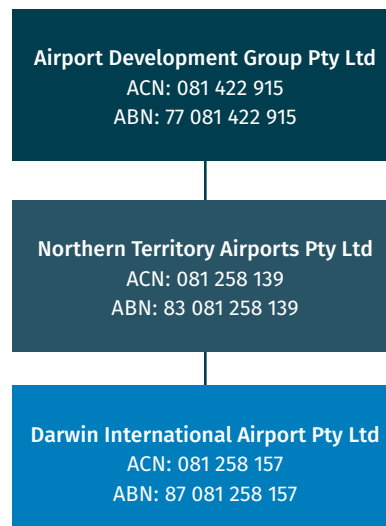 Airport Development Group Pty Ltd
ACN: 081 422 915
ABN: 77 081 422 915
Northern Territory Airports Pty Ltd
ACN: 081 258 139
ABN: 83 081 258 139
Darwin International Airport Pty Ltd
ACN: 081 258 157
ABN: 87 081 258 157